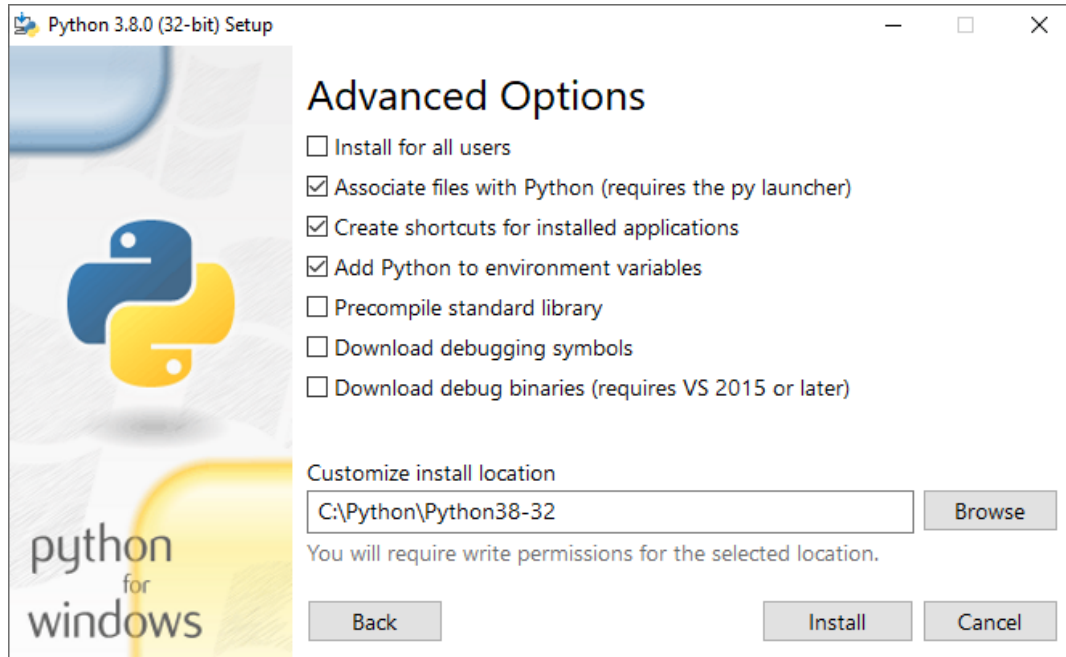 Python 3.8.0 (32-bit) Setup
Advanced Options
Install for all users
Associate files with Python (requires the py launcher)
Create shortcuts for installed applications
Add Python to environment variables
Precompile standard library
Download debugging symbols
Download debug binaries (requires VS 2015 or later)
Customize install location
C:\Python\Python38-32
Browse
You will require write permissions for the selected location.
python
for
windows
Back
Install
Cancel